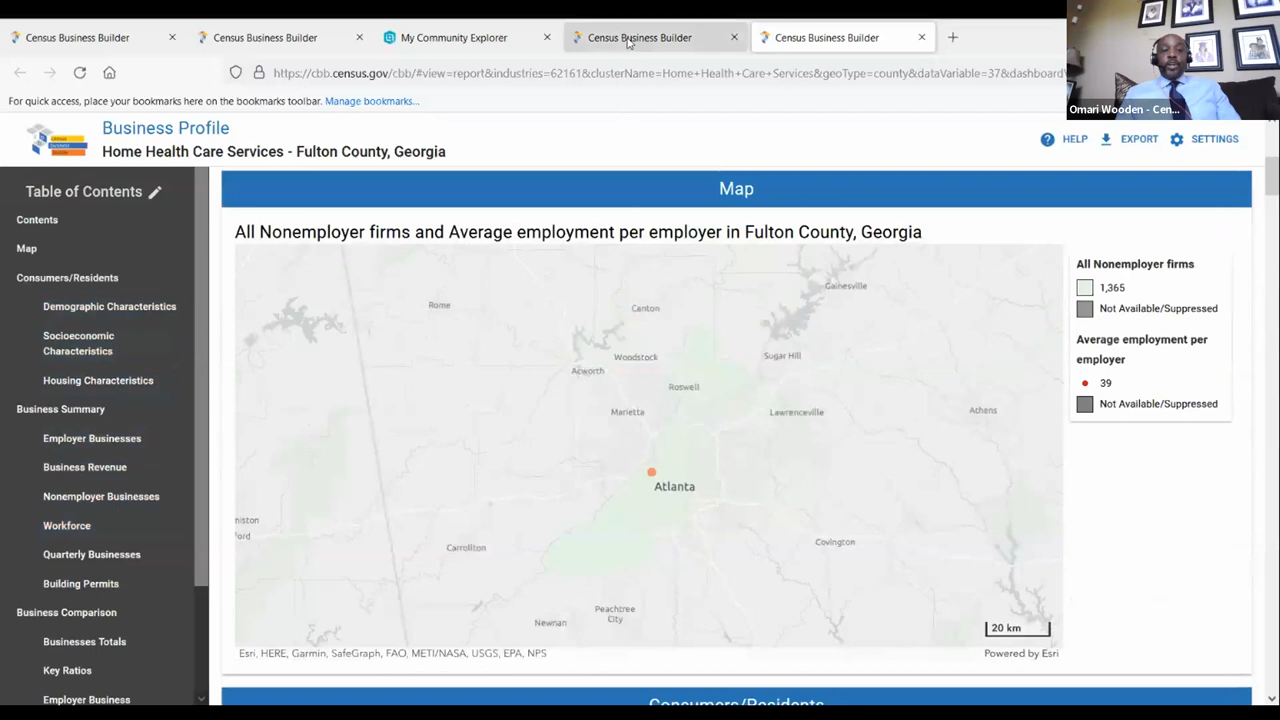 Census Business Builder
Census Business Builder
My Community Explorer
Census Business Builder
Census Business Builder
https://cbb.census.gov/cbb/#view=report&industries=62161&clusterName=Home+Health+Care+Services&geoType=county&dataVariable=37&dashboard
For quick access, place your bookmarks here on the bookmarks toolbar. Manage bookmarks...
Omari Wooden - Cen...
Business Profile
Home Health Care Services - Fulton County, Georgia
HELP
EXPORT
SETTINGS
Table of Contents
Contents
Map
Consumers/Residents
Demographic Characteristics
Socioeconomic
Characteristics
Housing Characteristics
Business Summary
Employer Businesses
Business Revenue
Nonemployer Businesses
Workforce
Quarterly Businesses
Building Permits
Business Comparison
Businesses Totals
Key Ratios
Employer Business
Map
All Nonemployer firms and Average employment per employer in Fulton County, Georgia
Rome
Canton
Gainesville
Woodstock
Acworth
Sugar Hill
Roswell
Marietta
Lawrenceville
Athens
Atlanta
niston
ford
Carrollton
Covington
Newnan
Peachtree
City
20 km
Esri, HERE, Garmin, SafeGraph, FAO, METI/NASA, USGS, EPA, NPS
Powered by Esri
All Nonemployer firms
1,365
Not Available/Suppressed
Average employment per
employer
39
Not Available/Suppressed
Consumers/Residents